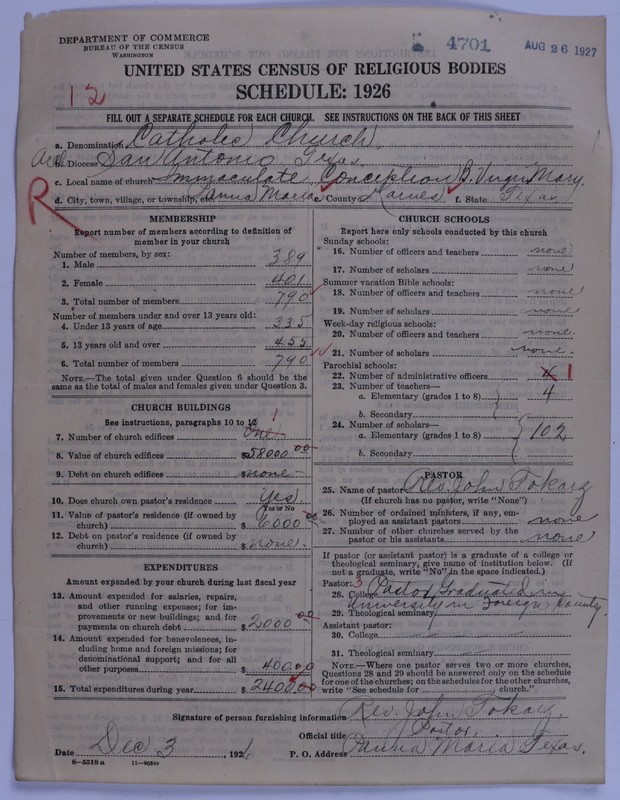 DEPARTMENT OF COMMERCE
BUREAU OF THE CENSUS
WASHINGTON
4701
AUG 26 1927
UNITED STATES CENSUS OF RELIGIOUS BODIES
SCHEDULE: 1926
12
FILL OUT A SEPARATE SCHEDULE FOR EACH CHURCH. SEE INSTRUCTIONS ON THE BACK OF THIS SHEET
a. Denomination Catholic Church
Arch b. Diocese San Antonio, Texas
c. Local name of church Immaculate Conception B. Virgin Mary.
R
d. City, town, village, or township, etc. Panna Maria e. County Karnes f. State Texas
MEMBERSHIP
Report number of members according to definition of member in your church
Number of members, by sex:
1. Male 389
2. Female 401
3. Total number of members 790
Number of members under and over 13 years old:
4. Under 13 years of age 335
5. 13 years old and over 455
6. Total number of members 790
NOTE.—The total given under Question 6 should be the
same as the total of males and females given under Question 3.
CHURCH BUILDINGS
See instructions, paragraphs 10 to 12
7. Number of church edifices one 1
8. Value of church edifices $58000 00
9. Debt on church edifices $none
10. Does church own pastor's residence Yes
Yes or No
11. Value of pastor's residence (if owned by
church) $6000 00
12. Debt on pastor's residence (if owned by
church) $none.
EXPENDITURES
Amount expended by your church during last fiscal year
13. Amount expended for salaries, repairs,
and other running expenses; for im-
provements or new buildings; and for
payments on church debt $2000 00
14. Amount expended for benevolences, in-
cluding home and foreign missions; for
denominational support; and for all
other purposes $400.00
15. Total expenditures during year $2400.00
CHURCH SCHOOLS
Report here only schools conducted by this church
Sunday schools:
16. Number of officers and teachers none
17. Number of scholars none
Summer vacation Bible schools:
18. Number of officers and teachers none
19. Number of scholars none
Week-day religious schools:
20. Number of officers and teachers none.
21. Number of scholars none.
Parochial schools:
22. Number of administrative officers 1
23. Number of teachers—
a. Elementary (grades 1 to 8) 4
b. Secondary
24. Number of scholars—
a. Elementary (grades 1 to 8) 102
b. Secondary
PASTOR
25. Name of pastor Rev. John Tokarz
(If church has no pastor, write "None")
26. Number of ordained ministers, if any, em-
ployed as assistant pastors none
27. Number of other churches served by the
pastor or his assistants none
If pastor (or assistant pastor) is a graduate of a college or
theological seminary, give name of institution below. (If
not a graduate, write "No" in the space indicated.)
Pastor: 3
28. College Pastor Graduated in
29. Theological seminary University in Foreign Country
Assistant pastor:
30. College
31. Theological seminary
NOTE.—Where one pastor serves two or more churches,
Questions 28 and 29 should be answered only on the schedule
for one of the churches; on the schedules for the other churches,
write "See schedule for church."
Signature of person furnishing information Rev. John Tokarz.
Official title Pastor,
Date Dec 3, 1926 P. O. Address Panna Maria Texas.
8-5518 a 11-9056